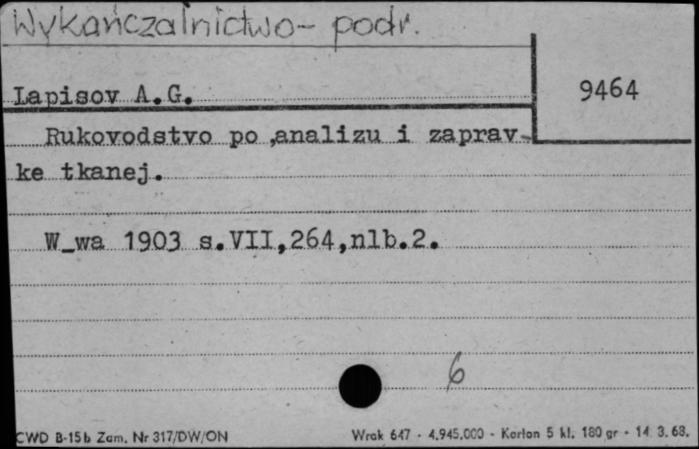 Wykańczalnictwo- podr.
9464
Lapisov A.G.
Rukovodstvo po ,analizu i zaprav-
ke tkanej.
W_wa 1903 s.VII,264,nlb.2.
6
CWD B-15b Zam. Nr 317/DW/ON
Wrak 647 - 4.945.000 - Karton 5 kl. 180 gr - 14. 3. 63.